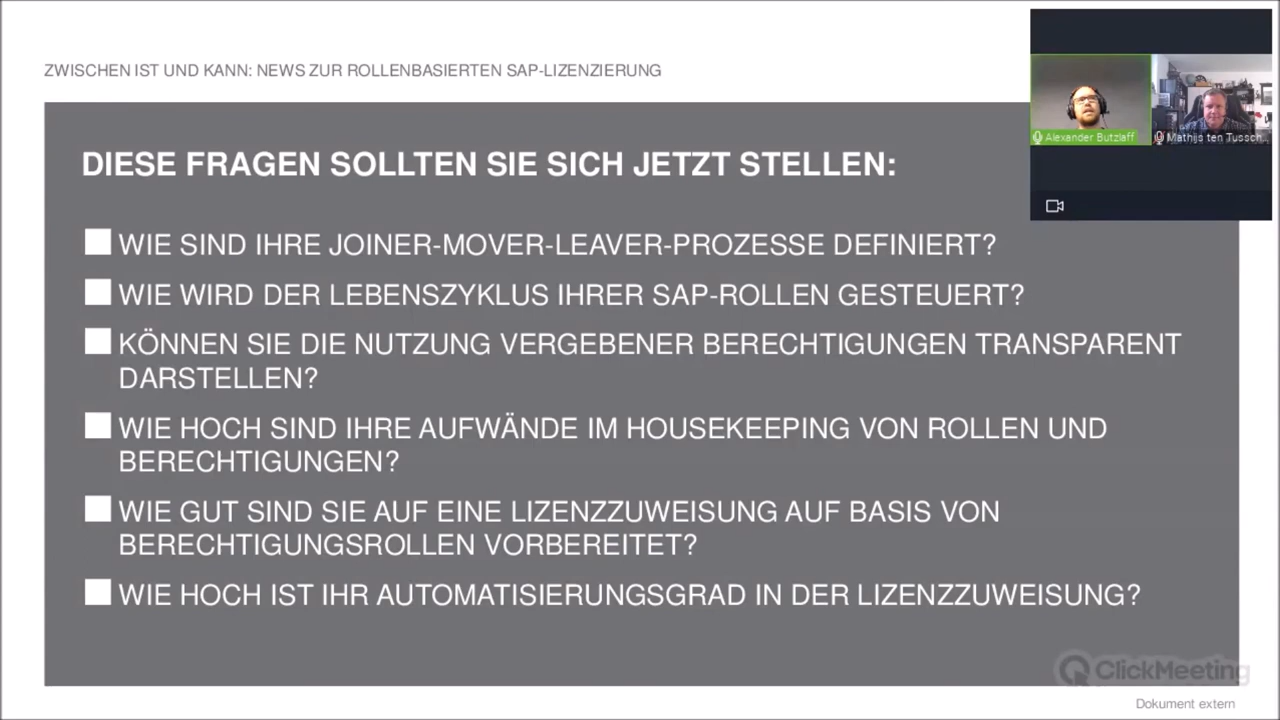 ZWISCHEN IST UND KANN: NEWS ZUR ROLLENBASIERTEN SAP-LIZENZIERUNG
Alexander Butzlaff
Mathijs ten Tussch...
DIESE FRAGEN SOLLTEN SIE SICH JETZT STELLEN:
WIE SIND IHRE JOINER-MOVER-LEAVER-PROZESSE DEFINIERT?
WIE WIRD DER LEBENSZYKLUS IHRER SAP-ROLLEN GESTEUERT?
KÖNNEN SIE DIE NUTZUNG VERGEBENER BERECHTIGUNGEN TRANSPARENT
DARSTELLEN?
WIE HOCH SIND IHRE AUFWÄNDE IM HOUSEKEEPING VON ROLLEN UND
BERECHTIGUNGEN?
WIE GUT SIND SIE AUF EINE LIZENZZUWEISUNG AUF BASIS VON
BERECHTIGUNGSROLLEN VORBEREITET?
WIE HOCH IST IHR AUTOMATISIERUNGSGRAD IN DER LIZENZZUWEISUNG?
ClickMeeting
Dokument extern